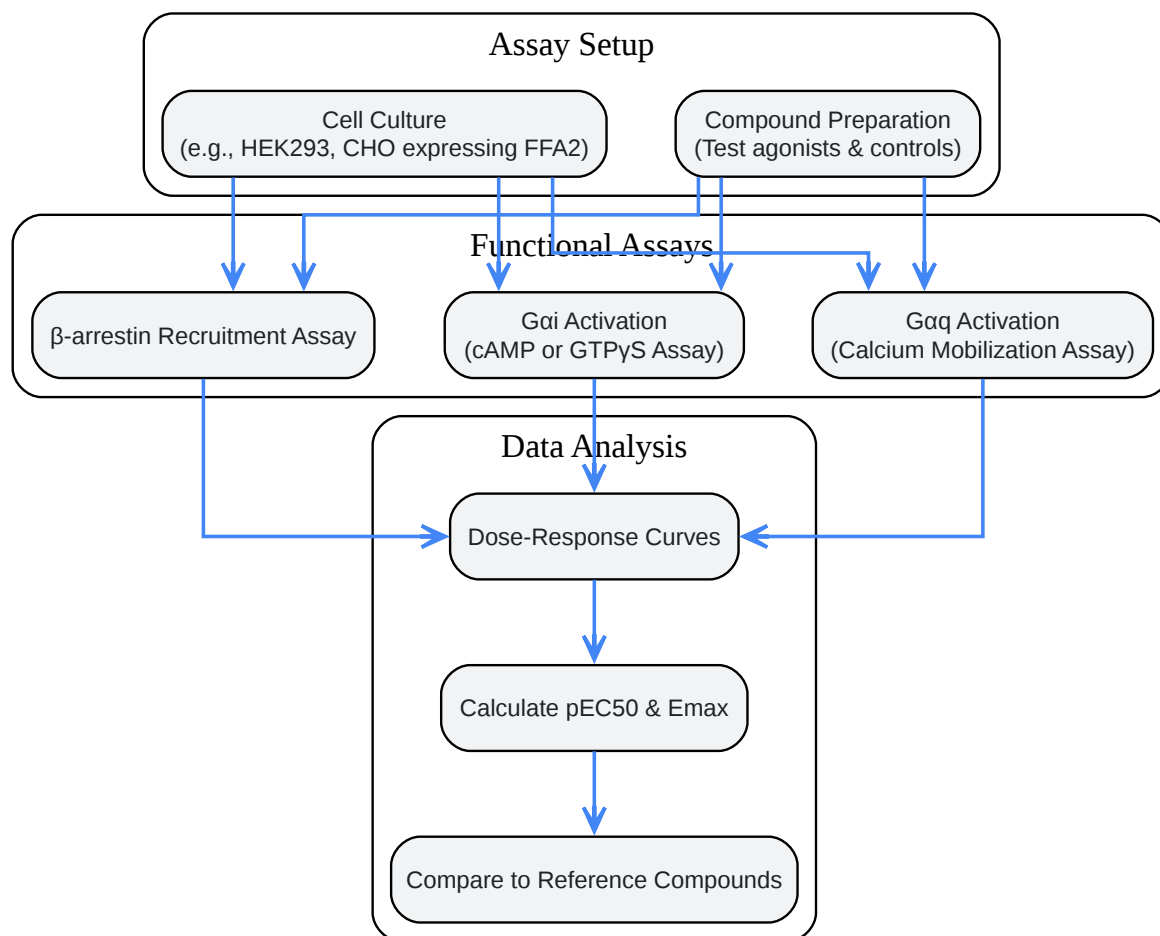 Assay Setup
Cell Culture
(e.g., HEK293, CHO expressing FFA2)
Compound Preparation
(Test agonists & controls)
Functional Assays
β-arrestin Recruitment Assay
Gαi Activation
(cAMP or GTPγS Assay)
Gαq Activation
(Calcium Mobilization Assay)
Data Analysis
Dose-Response Curves
Calculate pEC50 & Emax
Compare to Reference Compounds